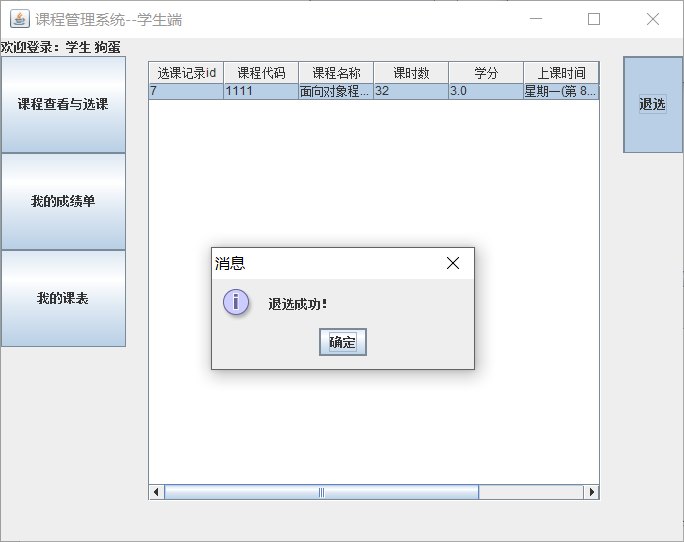 课程管理系统--学生端
欢迎登录：学生 狗蛋
课程查看与选课
我的成绩单
我的课表
选课记录id 课程代码 课程名称 课时数 学分 上课时间
7 1111 面向对象程... 32 3.0 星期一(第 8...
退选
消息
退选成功！
确定